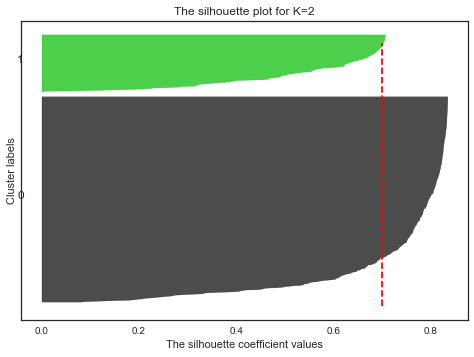 The silhouette plot for K=2
Cluster labels
1
0
0.0 0.2 0.4 0.6 0.8
The silhouette coefficient values